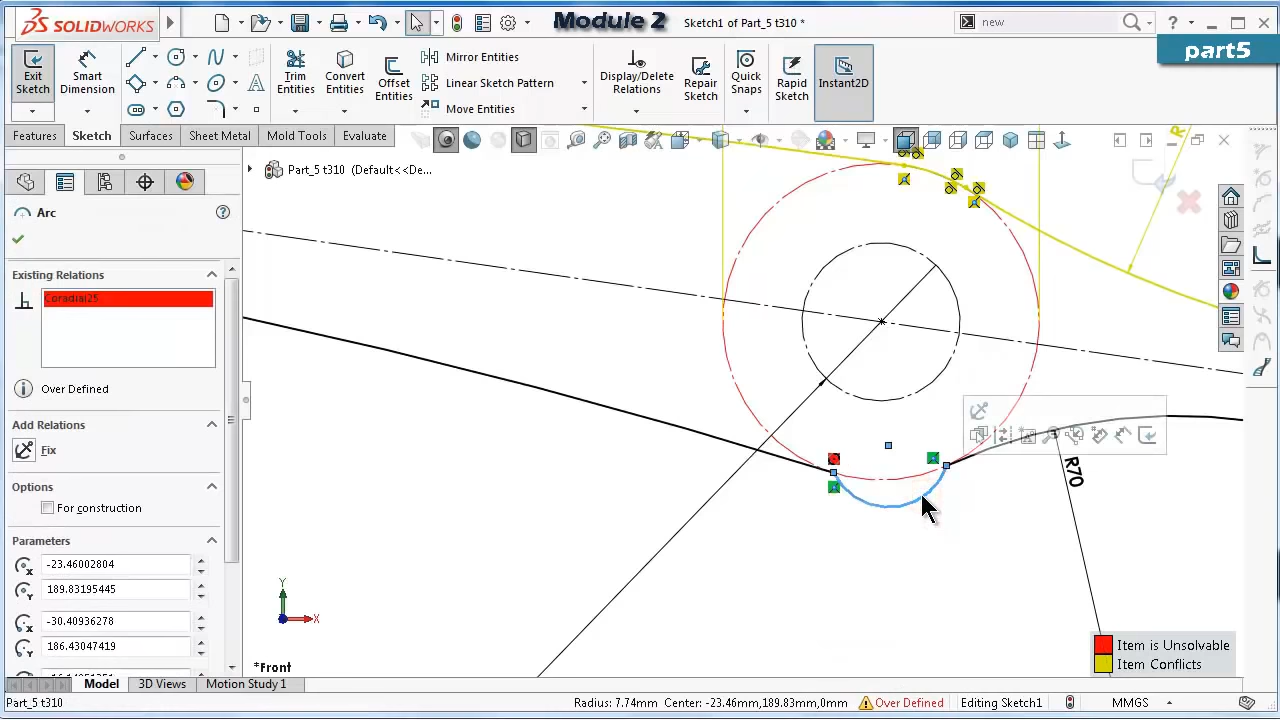 SOLIDWORKS
Module 2
Sketch1 of Part_5 t310 *
new
part5
Exit Sketch
Smart Dimension
Trim Entities
Convert Entities
Offset Entities
Mirror Entities
Linear Sketch Pattern
Move Entities
Display/Delete Relations
Repair Sketch
Quick Snaps
Rapid Sketch
Instant2D
Features
Sketch
Surfaces
Sheet Metal
Mold Tools
Evaluate
Part_5 t310 (Default<<De...
Arc
Existing Relations
Coradial25
Over Defined
Add Relations
Fix
Options
For construction
Parameters
-23.46002804
189.83195445
-30.40936278
186.43047419
R
R70
Y
X
*Front
Item is Unsolvable
Item Conflicts
Model
3D Views
Motion Study 1
Part_5 t310
Radius: 7.74mm Center: -23.46mm,189.83mm,0mm
Over Defined
Editing Sketch1
MMGS